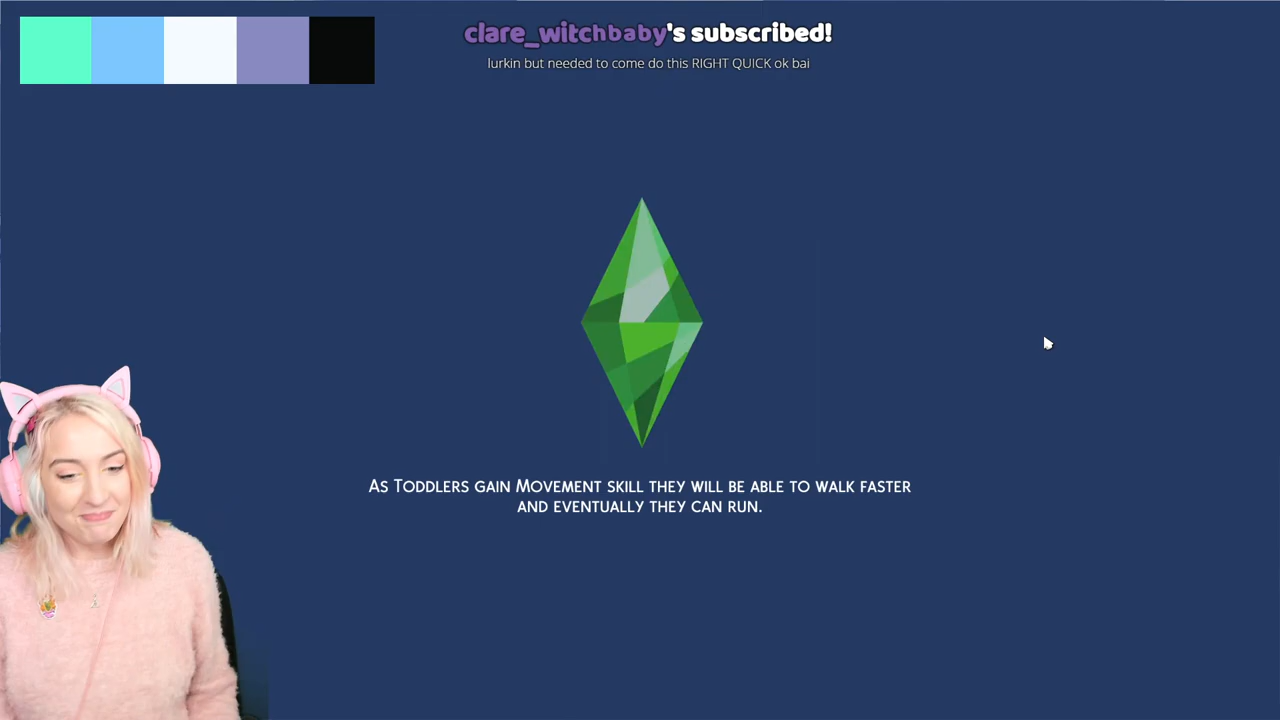 clare_witchbaby's subscribed!
lurkin but needed to come do this RIGHT QUICK ok bai
As Toddlers gain Movement skill they will be able to walk faster
and eventually they can run.